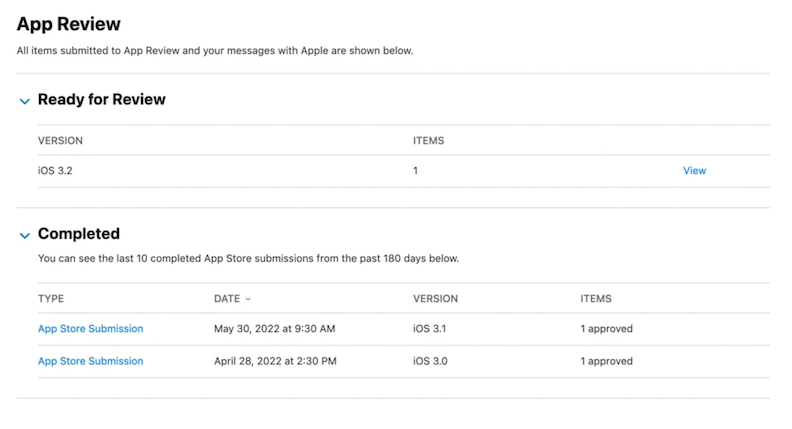 App Review
All items submitted to App Review and your messages with Apple are shown below.
Ready for Review
VERSION ITEMS
iOS 3.2 1 View
Completed
You can see the last 10 completed App Store submissions from the past 180 days below.
TYPE DATE VERSION ITEMS
App Store Submission May 30, 2022 at 9:30 AM iOS 3.1 1 approved
App Store Submission April 28, 2022 at 2:30 PM iOS 3.0 1 approved